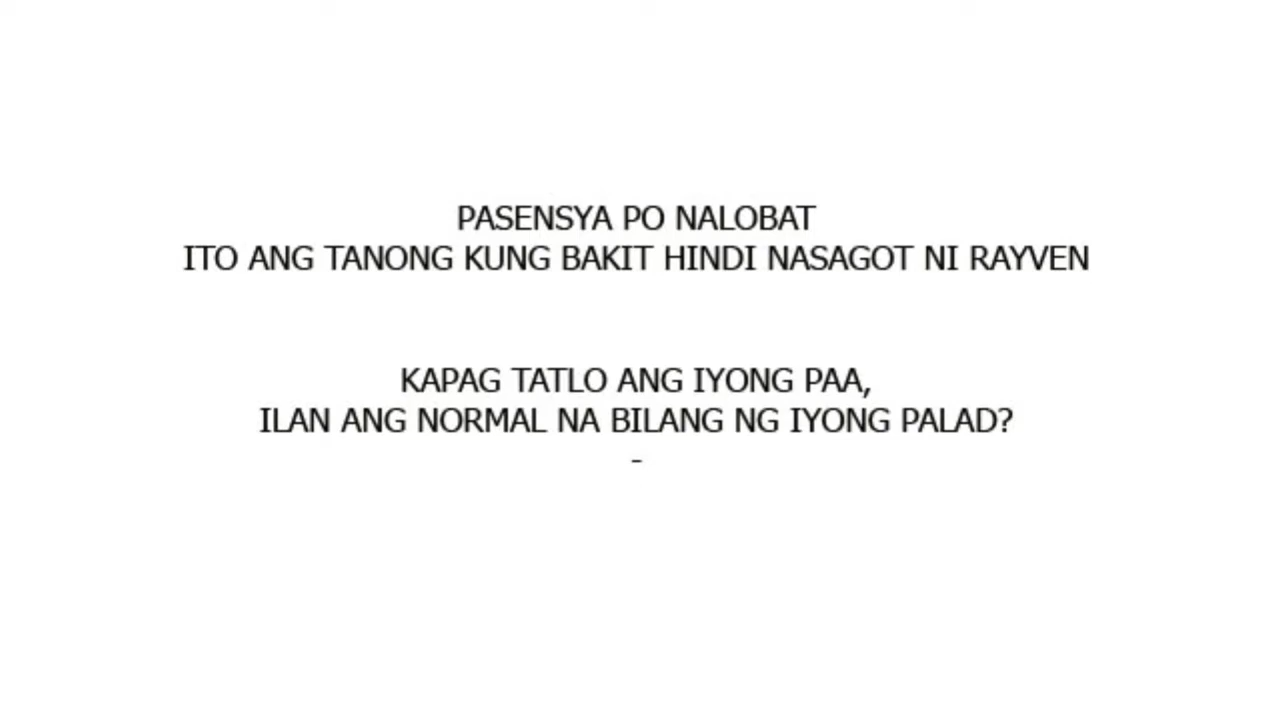 PASENSYA PO NALOBAT
ITO ANG TANONG KUNG BAKIT HINDI NASAGOT NI RAYVEN
KAPAG TATLO ANG IYONG PAA,
ILAN ANG NORMAL NA BILANG NG IYONG PALAD?
-